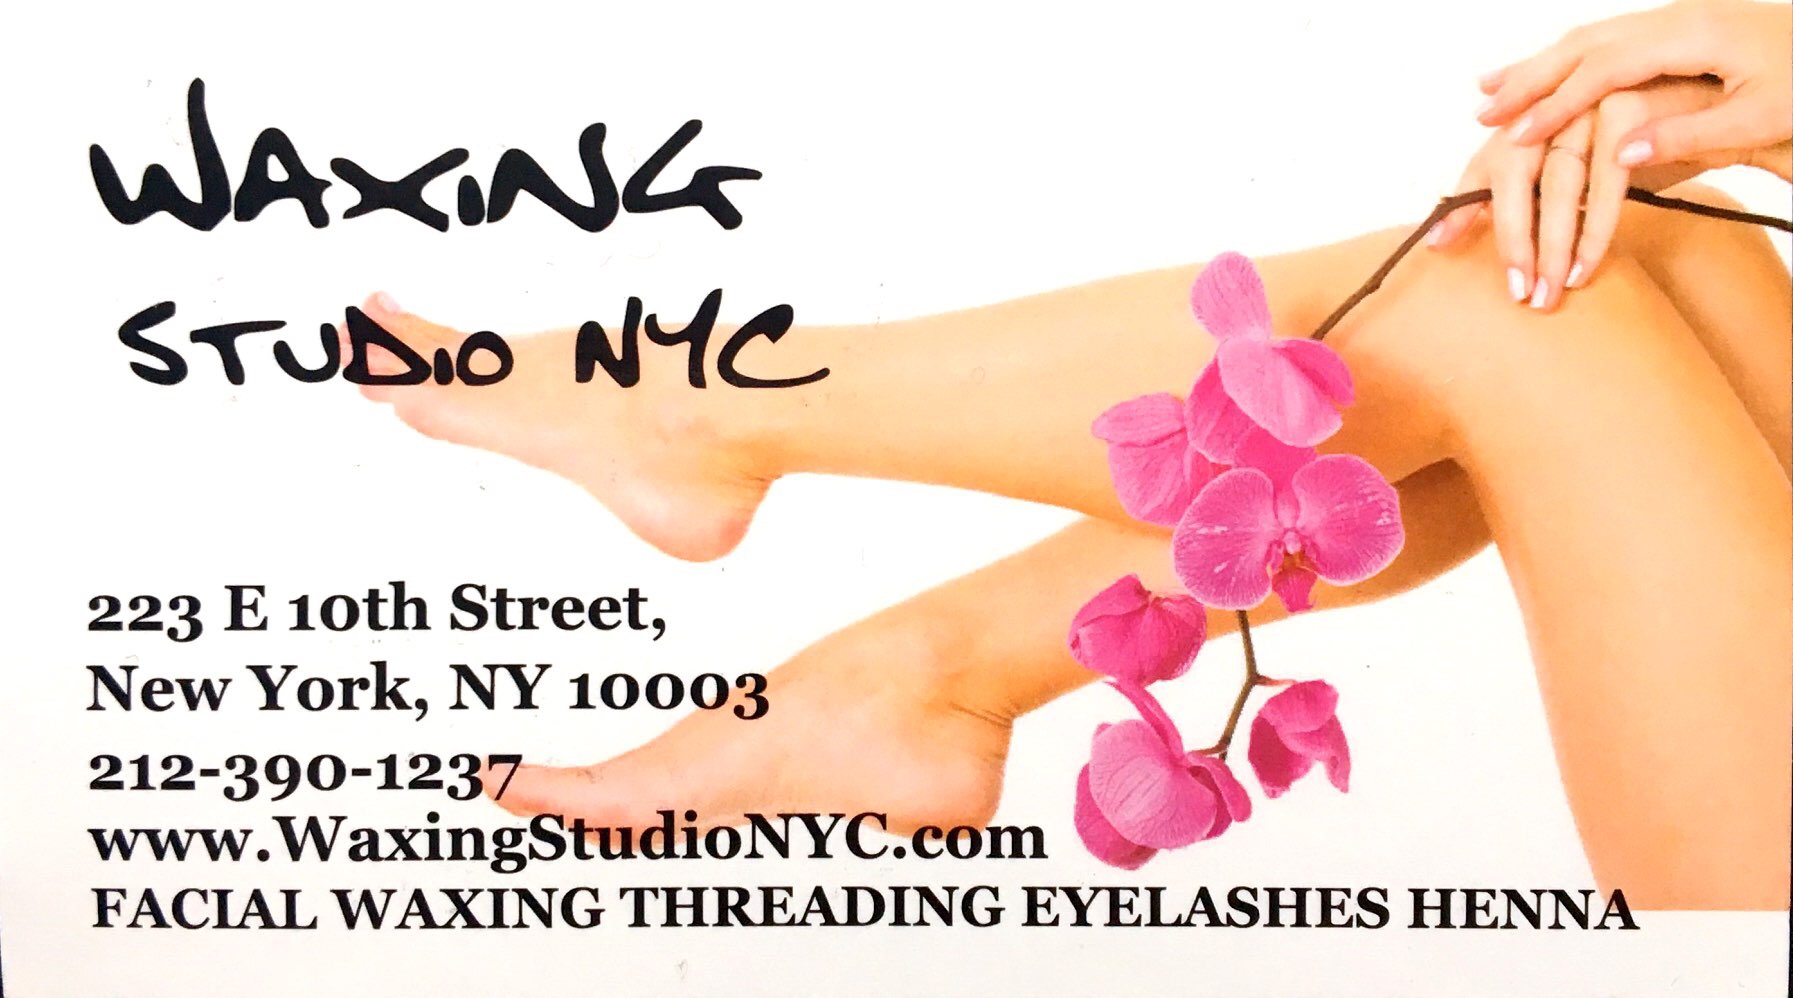 WAXING
STUDIO NYC
223 E 10th Street,
New York, NY 10003
212-390-1237
www.WaxingStudioNYC.com
FACIAL WAXING THREADING EYELASHES HENNA